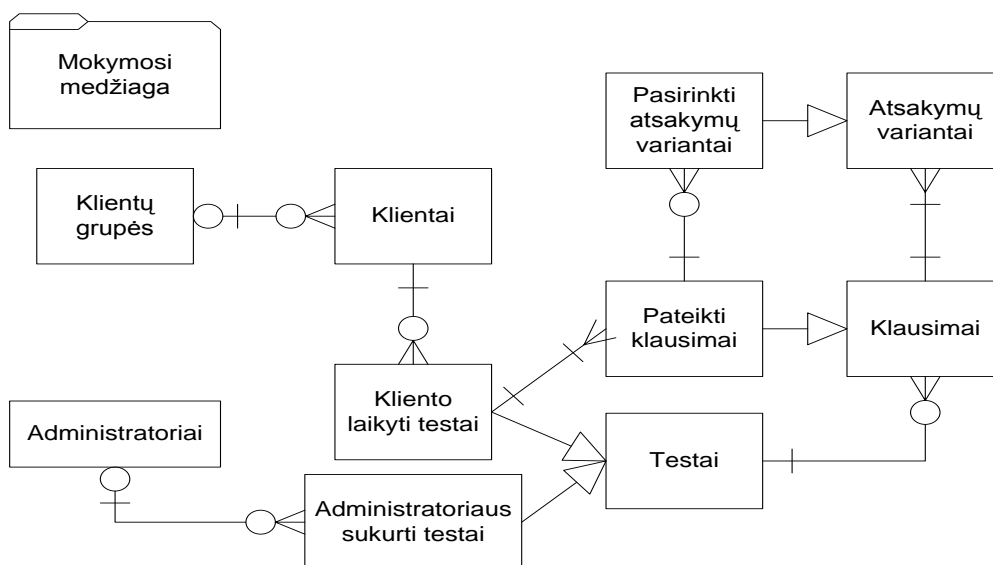 Mokymosi
medžiaga
Pasirinkti
atsakymų
variantai
Atsakymų
variantai
Klientų
grupės
Klientai
Pateikti
klausimai
Klausimai
Kliento
laikyti testai
Administratoriai
Testai
Administratoriaus
sukurti testai